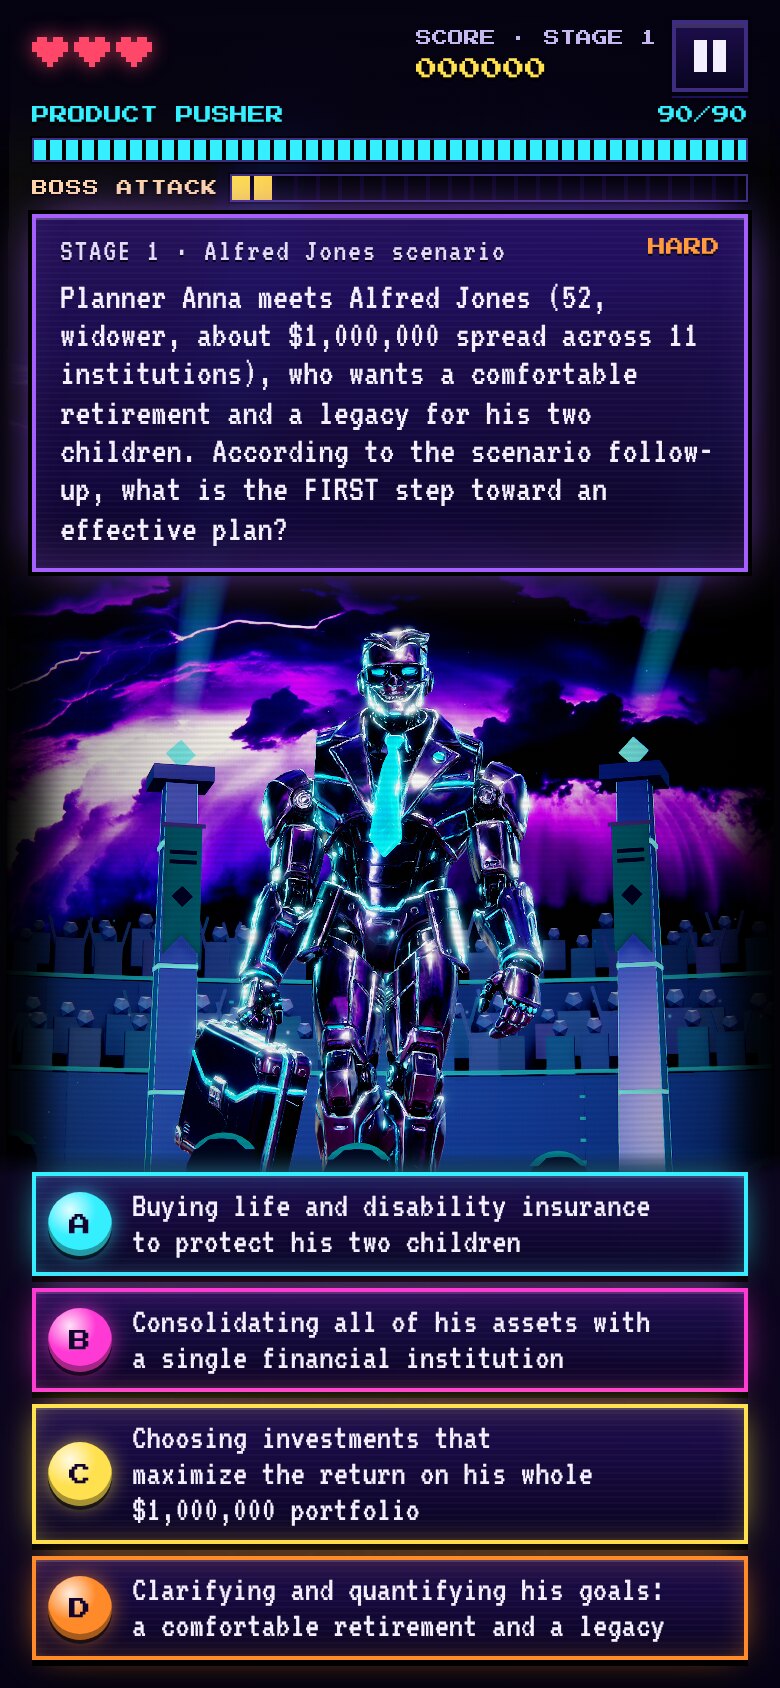 SCORE · STAGE 1
000000
PRODUCT PUSHER
90/90
BOSS ATTACK
STAGE 1 · Alfred Jones scenario
HARD
Planner Anna meets Alfred Jones (52,
widower, about $1,000,000 spread across 11
institutions), who wants a comfortable
retirement and a legacy for his two
children. According to the scenario follow-
up, what is the FIRST step toward an
effective plan?
A
Buying life and disability insurance
to protect his two children
B
Consolidating all of his assets with
a single financial institution
C
Choosing investments that
maximize the return on his whole
$1,000,000 portfolio
D
Clarifying and quantifying his goals:
a comfortable retirement and a legacy